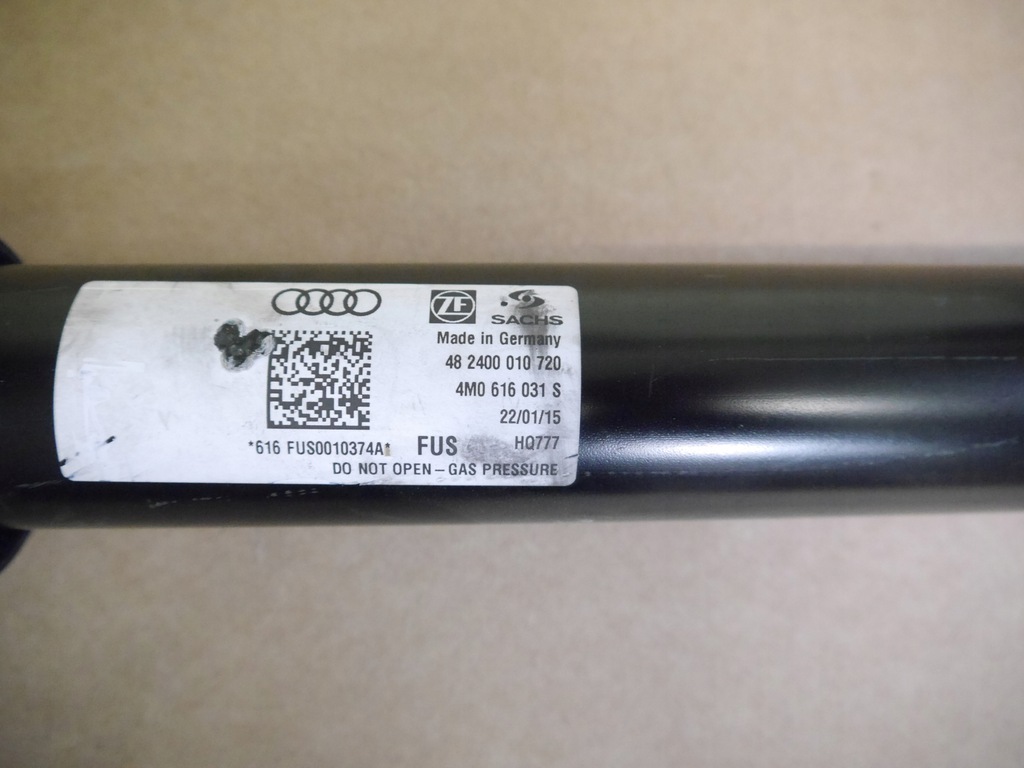 ZF SACHS
Made in Germany
48 2400 010 720
4M0 616 031 S
22/01/15
*616 FUS0010374A* FUS HQ777
DO NOT OPEN – GAS PRESSURE